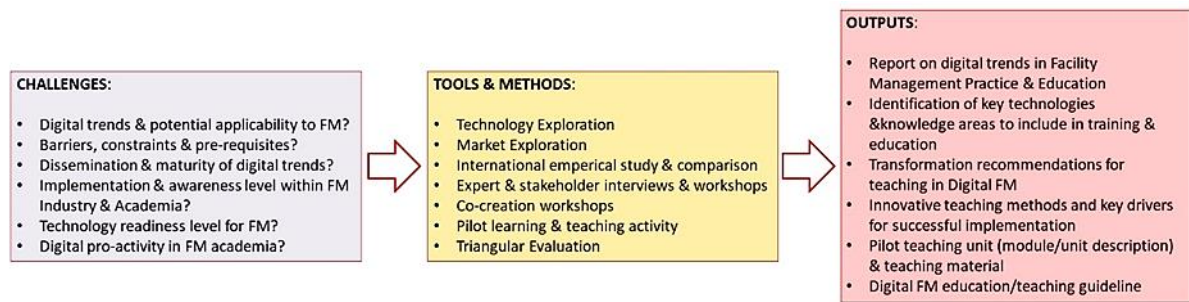 CHALLENGES:
• Digital trends & potential applicability to FM?
• Barriers, constraints & pre-requisites?
• Dissemination & maturity of digital trends?
• Implementation & awareness level within FM
Industry & Academia?
• Technology readiness level for FM?
• Digital pro-activity in FM academia?
TOOLS & METHODS:
• Technology Exploration
• Market Exploration
• International emperical study & comparison
• Expert & stakeholder interviews & workshops
• Co-creation workshops
• Pilot learning & teaching activity
• Triangular Evaluation
OUTPUTS:
• Report on digital trends in Facility
Management Practice & Education
• Identification of key technologies
&knowledge areas to include in training &
education
• Transformation recommendations for
teaching in Digital FM
• Innovative teaching methods and key drivers
for successful implementation
• Pilot teaching unit (module/unit description)
& teaching material
• Digital FM education/teaching guideline